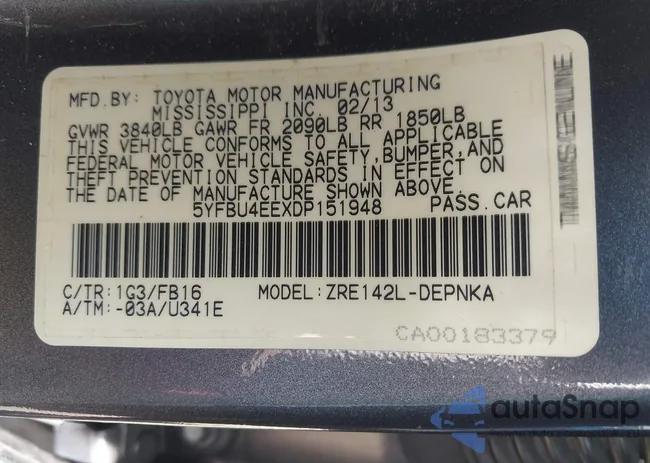 MFD.BY: TOYOTA MOTOR MANUFACTURING
MISSISSIPPI INC. 02/13
GVWR 3840LB GAWR FR 2090LB RR 1850LB
THIS VEHICLE CONFORMS TO ALL APPLICABLE
FEDERAL MOTOR VEHICLE SAFETY,BUMPER,AND
THEFT PREVENTION STANDARDS IN EFFECT ON
THE DATE OF MANUFACTURE SHOWN ABOVE.
5YFBU4EEXDP151948 PASS.CAR
C/TR:1G3/FB16 MODEL:ZRE142L-DEPNKA
A/TM:-03A/U341E
CA00183379
autoSnap